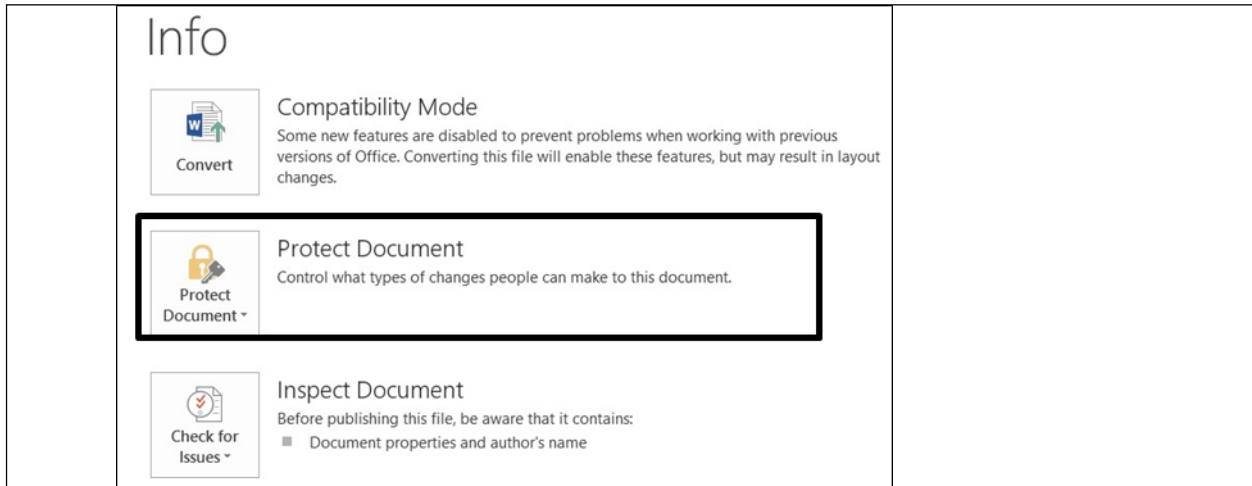 Info
Compatibility Mode
Some new features are disabled to prevent problems when working with previous
versions of Office. Converting this file will enable these features, but may result in layout
changes.
Convert
Protect Document
Control what types of changes people can make to this document.
Protect
Document
Inspect Document
Before publishing this file, be aware that it contains:
Document properties and author's name
Check for
Issues